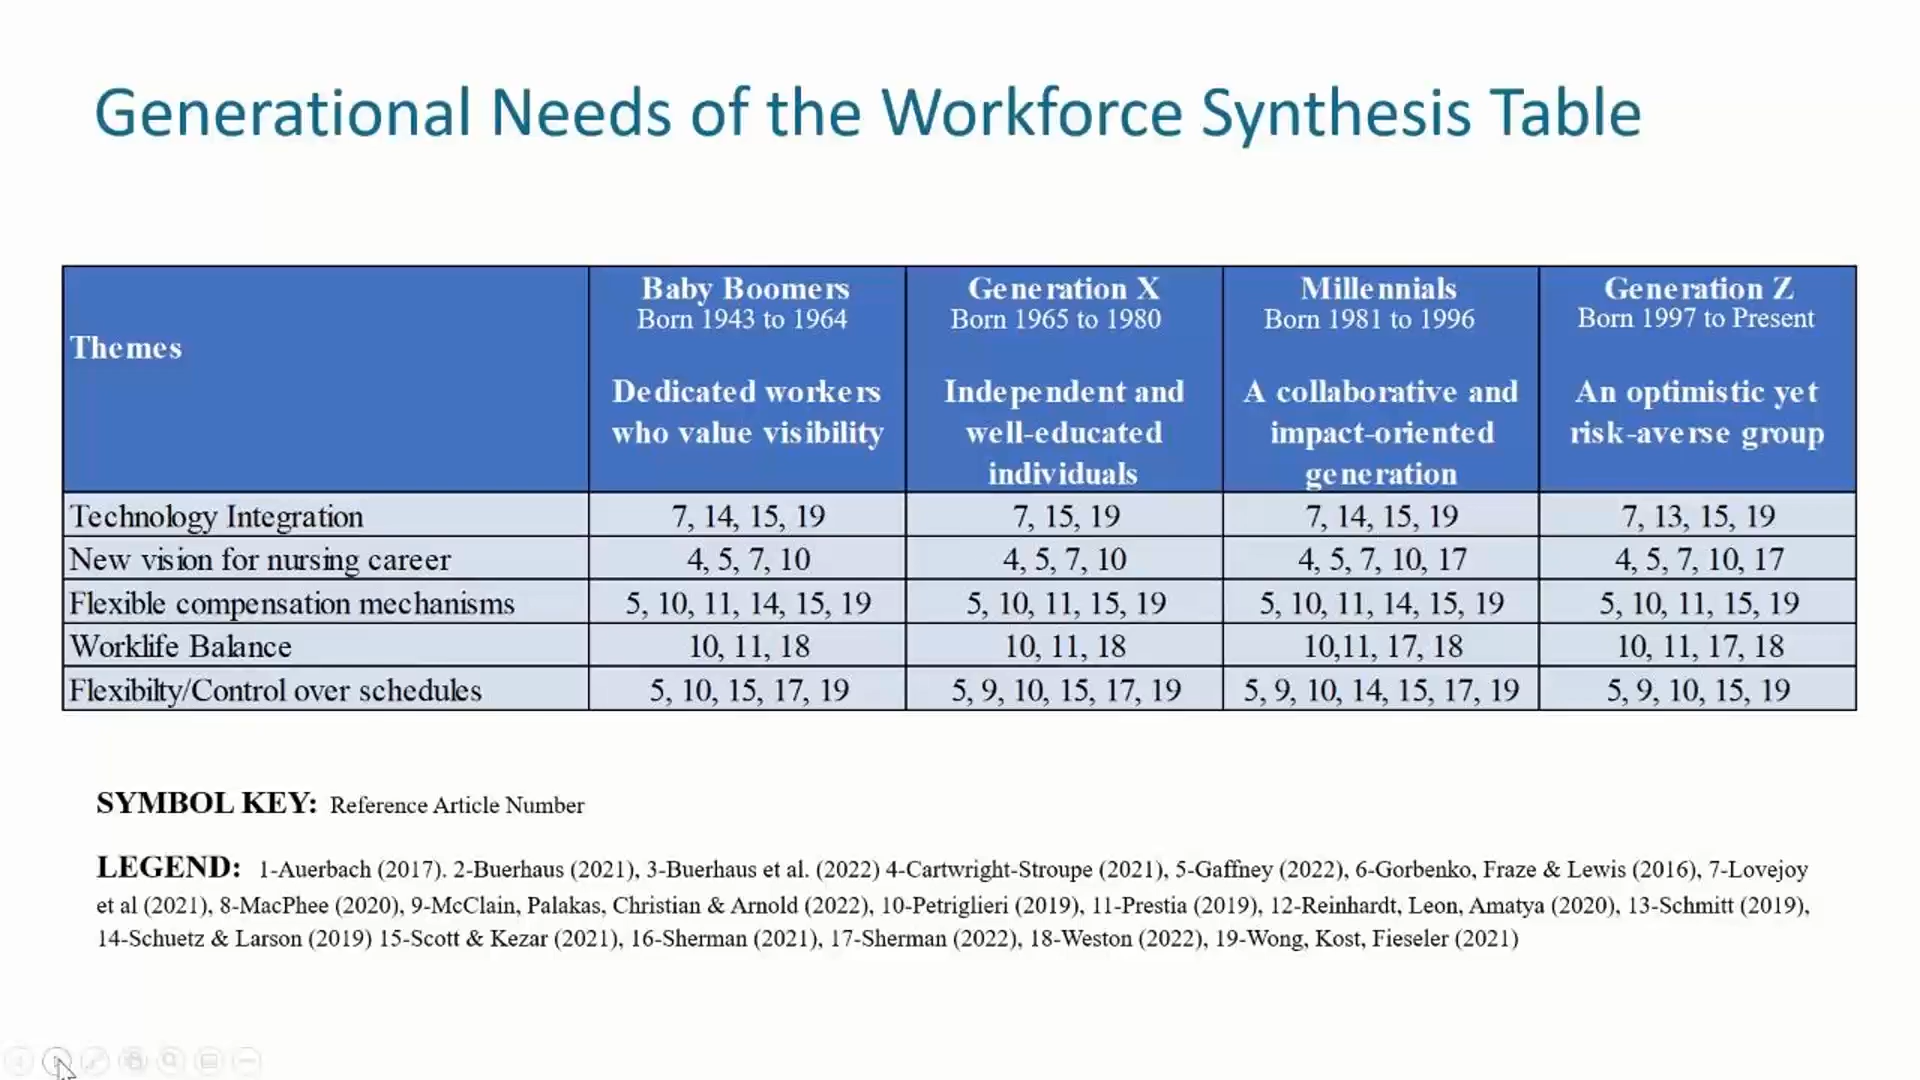 Generational Needs of the Workforce Synthesis Table
Themes
Baby Boomers
Born 1943 to 1964
Dedicated workers
who value visibility
Generation X
Born 1965 to 1980
Independent and
well-educated
individuals
Millennials
Born 1981 to 1996
A collaborative and
impact-oriented
generation
Generation Z
Born 1997 to Present
An optimistic yet
risk-averse group
Technology Integration 7, 14, 15, 19 7, 15, 19 7, 14, 15, 19 7, 13, 15, 19
New vision for nursing career 4, 5, 7, 10 4, 5, 7, 10 4, 5, 7, 10, 17 4, 5, 7, 10, 17
Flexible compensation mechanisms 5, 10, 11, 14, 15, 19 5, 10, 11, 15, 19 5, 10, 11, 14, 15, 19 5, 10, 11, 15, 19
Worklife Balance 10, 11, 18 10, 11, 18 10,11, 17, 18 10, 11, 17, 18
Flexibilty/Control over schedules 5, 10, 15, 17, 19 5, 9, 10, 15, 17, 19 5, 9, 10, 14, 15, 17, 19 5, 9, 10, 15, 19
SYMBOL KEY: Reference Article Number
LEGEND: 1-Auerbach (2017). 2-Buerhaus (2021), 3-Buerhaus et al. (2022) 4-Cartwright-Stroupe (2021), 5-Gaffney (2022), 6-Gorbenko, Fraze & Lewis (2016), 7-Lovejoy
et al (2021), 8-MacPhee (2020), 9-McClain, Palakas, Christian & Arnold (2022), 10-Petriglieri (2019), 11-Prestia (2019), 12-Reinhardt, Leon, Amatya (2020), 13-Schmitt (2019),
14-Schuetz & Larson (2019) 15-Scott & Kezar (2021), 16-Sherman (2021), 17-Sherman (2022), 18-Weston (2022), 19-Wong, Kost, Fieseler (2021)